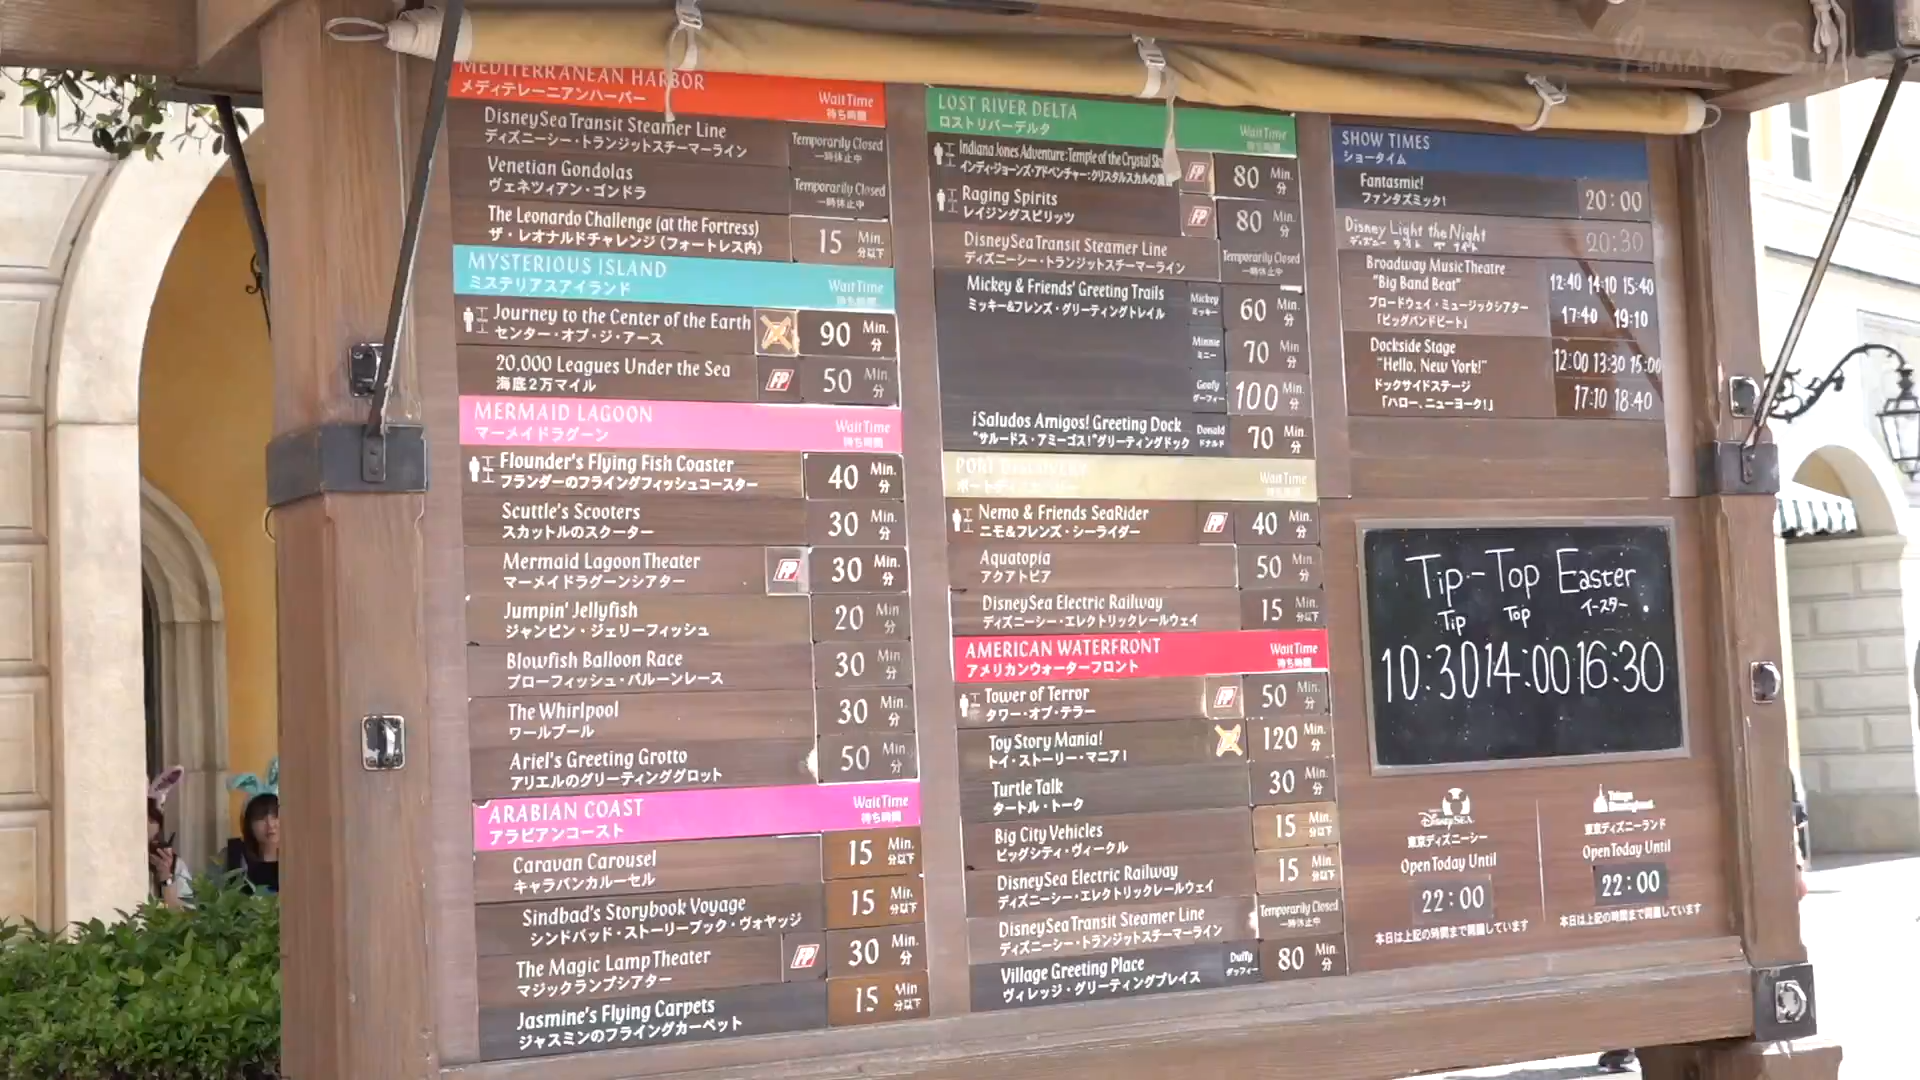 MEDITERRANEAN HARBOR
メディテレーニアンハーバー
Wait Time
待ち時間
DisneySea Transit Steamer Line
ディズニーシー・トランジットスチーマーライン
Temporarily Closed
一時休止中
Venetian Gondolas
ヴェネツィアン・ゴンドラ
Temporarily Closed
一時休止中
The Leonardo Challenge (at the Fortress)
ザ・レオナルドチャレンジ(フォートレス内)
15 Min.
分以下
MYSTERIOUS ISLAND
ミステリアスアイランド
Wait Time
待ち時間
Journey to the Center of the Earth
センター・オブ・ジ・アース
90 Min.
分
20,000 Leagues Under the Sea
海底2万マイル
FP
50 Min.
分
MERMAID LAGOON
マーメイドラグーン
Wait Time
待ち時間
Flounder's Flying Fish Coaster
フランダーのフライングフィッシュコースター
40 Min.
分
Scuttle's Scooters
スカットルのスクーター
30 Min.
分
Mermaid Lagoon Theater
マーメイドラグーンシアター
FP
30 Min.
分
Jumpin' Jellyfish
ジャンピン・ジェリーフィッシュ
20 Min.
分
Blowfish Balloon Race
ブローフィッシュ・バルーンレース
30 Min.
分
The Whirlpool
ワールプール
30 Min.
分
Ariel's Greeting Grotto
アリエルのグリーティンググロット
50 Min.
分
ARABIAN COAST
アラビアンコースト
Wait Time
待ち時間
Caravan Carousel
キャラバンカルーセル
15 Min.
分以下
Sindbad's Storybook Voyage
シンドバッド・ストーリーブック・ヴォヤッジ
15 Min.
分以下
The Magic Lamp Theater
マジックランプシアター
FP
30 Min.
分
Jasmine's Flying Carpets
ジャスミンのフライングカーペット
15 Min
分以下
LOST RIVER DELTA
ロストリバーデルタ
Wait Time
待ち時間
Indiana Jones Adventure: Temple of the Crystal
インディ・ジョーンズ・アドベンチャー:クリスタルスカルの
FP
80 Min.
分
Raging Spirits
レイジングスピリッツ
FP
80 Min.
分
DisneySea Transit Steamer Line
ディズニーシー・トランジットスチーマーライン
Temporarily Closed
一時休止中
Mickey & Friends' Greeting Trails
ミッキー&フレンズ・グリーティングトレイル
Mickey
ミッキー
60 Min.
分
Minnie
ミニー
70 Min.
分
Goofy
グーフィー
100 Min.
分
¡Saludos Amigos! Greeting Dock
"サルードス・アミーゴス!"グリーティングドック
Donald
ドナルド
70 Min.
分
PORT DISCOVERY
Wait Time
待ち時間
Nemo & Friends SeaRider
ニモ&フレンズ・シーライダー
FP
40 Min.
分
Aquatopia
アクアトピア
50 Min.
分
DisneySea Electric Railway
ディズニーシー・エレクトリックレールウェイ
15 Min.
分以下
AMERICAN WATERFRONT
アメリカンウォーターフロント
Wait Time
待ち時間
Tower of Terror
タワー・オブ・テラー
FP
50 Min.
分
Toy Story Mania!
トイ・ストーリー・マニア!
120 Min.
分
Turtle Talk
タートル・トーク
30 Min.
分
Big City Vehicles
ビッグシティ・ヴィークル
15 Min.
分以下
DisneySea Electric Railway
ディズニーシー・エレクトリックレールウェイ
15 Min.
分以下
DisneySea Transit Steamer Line
ディズニーシー・トランジットスチーマーライン
Temporarily Closed
一時休止中
Village Greeting Place
ヴィレッジ・グリーティングプレイス
Duffy
ダッフィー
80 Min.
分
SHOW TIMES
ショータイム
Fantasmic!
ファンタズミック!
20:00
Disney Light the Night
ディズニー ライト ザ ナイト
20:30
Broadway Music Theatre
"Big Band Beat"
ブロードウェイ・ミュージックシアター
「ビッグバンドビート」
12:40 14:10 15:40
17:40 19:10
Dockside Stage
"Hello, New York!"
ドックサイドステージ
「ハロー、ニューヨーク!」
12:00 13:30 15:00
17:10 18:40
Tip-Top Easter
Tip Top イースター
10:30 14:00 16:30
DisneySEA
東京ディズニーシー
Open Today Until
22:00
本日は上記の時間まで開園しています
Tokyo Disneyland
東京ディズニーランド
Open Today Until
22:00
本日は上記の時間まで開園しています